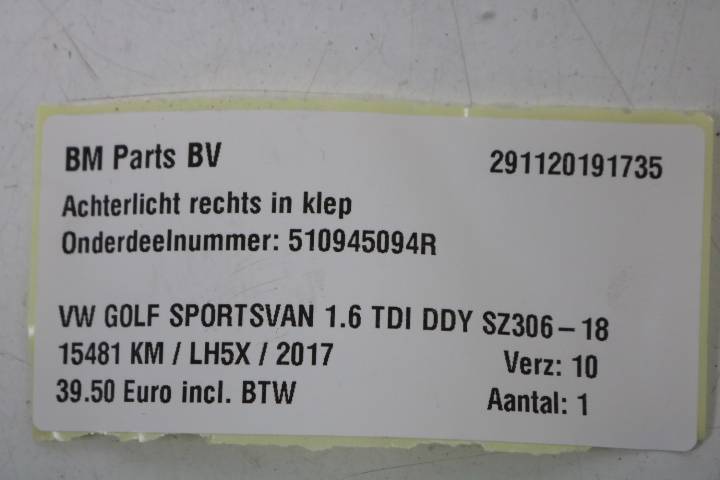 BM Parts BV 291120191735
Achterlicht rechts in klep
Onderdeelnummer: 510945094R
VW GOLF SPORTSVAN 1.6 TDI DDY SZ306-18
15481 KM / LH5X / 2017 Verz: 10
39.50 Euro incl. BTW Aantal: 1